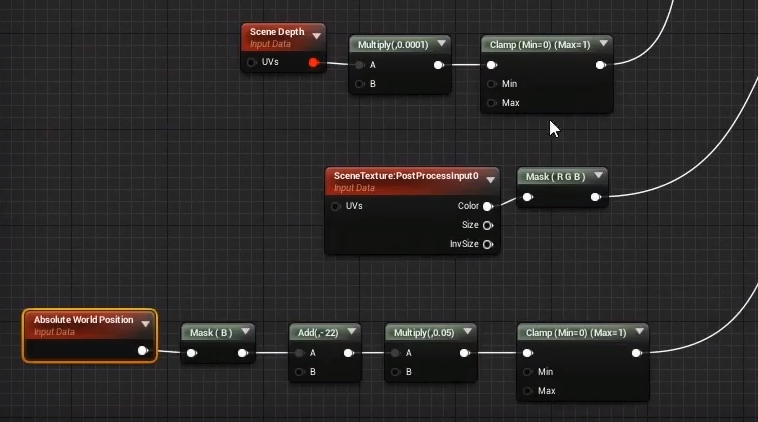 Scene Depth
Input Data
UVs
Multiply(,0.0001)
A
B
Clamp (Min=0) (Max=1)
Min
Max
SceneTexture:PostProcessInput0
Input Data
UVs
Color
Size
InvSize
Mask ( R G B )
Absolute World Position
Input Data
Mask ( B )
Add(,-22)
A
B
Multiply(,0.05)
A
B
Clamp (Min=0) (Max=1)
Min
Max